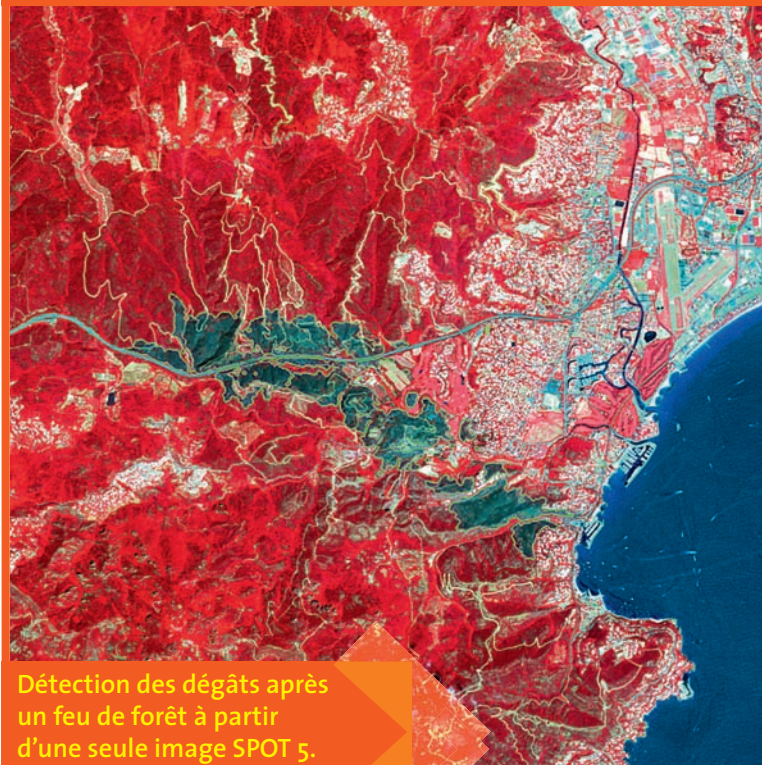 Détection des dégâts après
un feu de forêt à partir
d'une seule image SPOT 5.